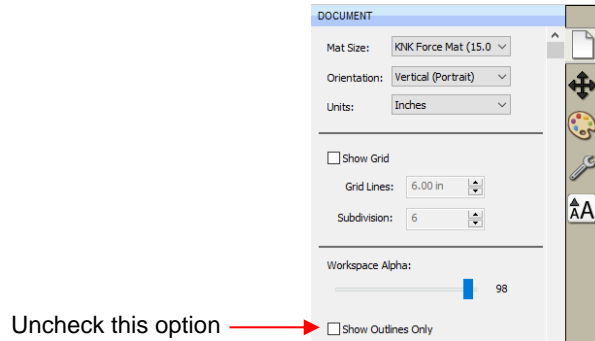 DOCUMENT
Mat Size: KNK Force Mat (15.0
Orientation: Vertical (Portrait)
Units: Inches
Show Grid
Grid Lines: 6.00 in
Subdivision: 6
AA
Workspace Alpha:
98
Uncheck this option
Show Outlines Only